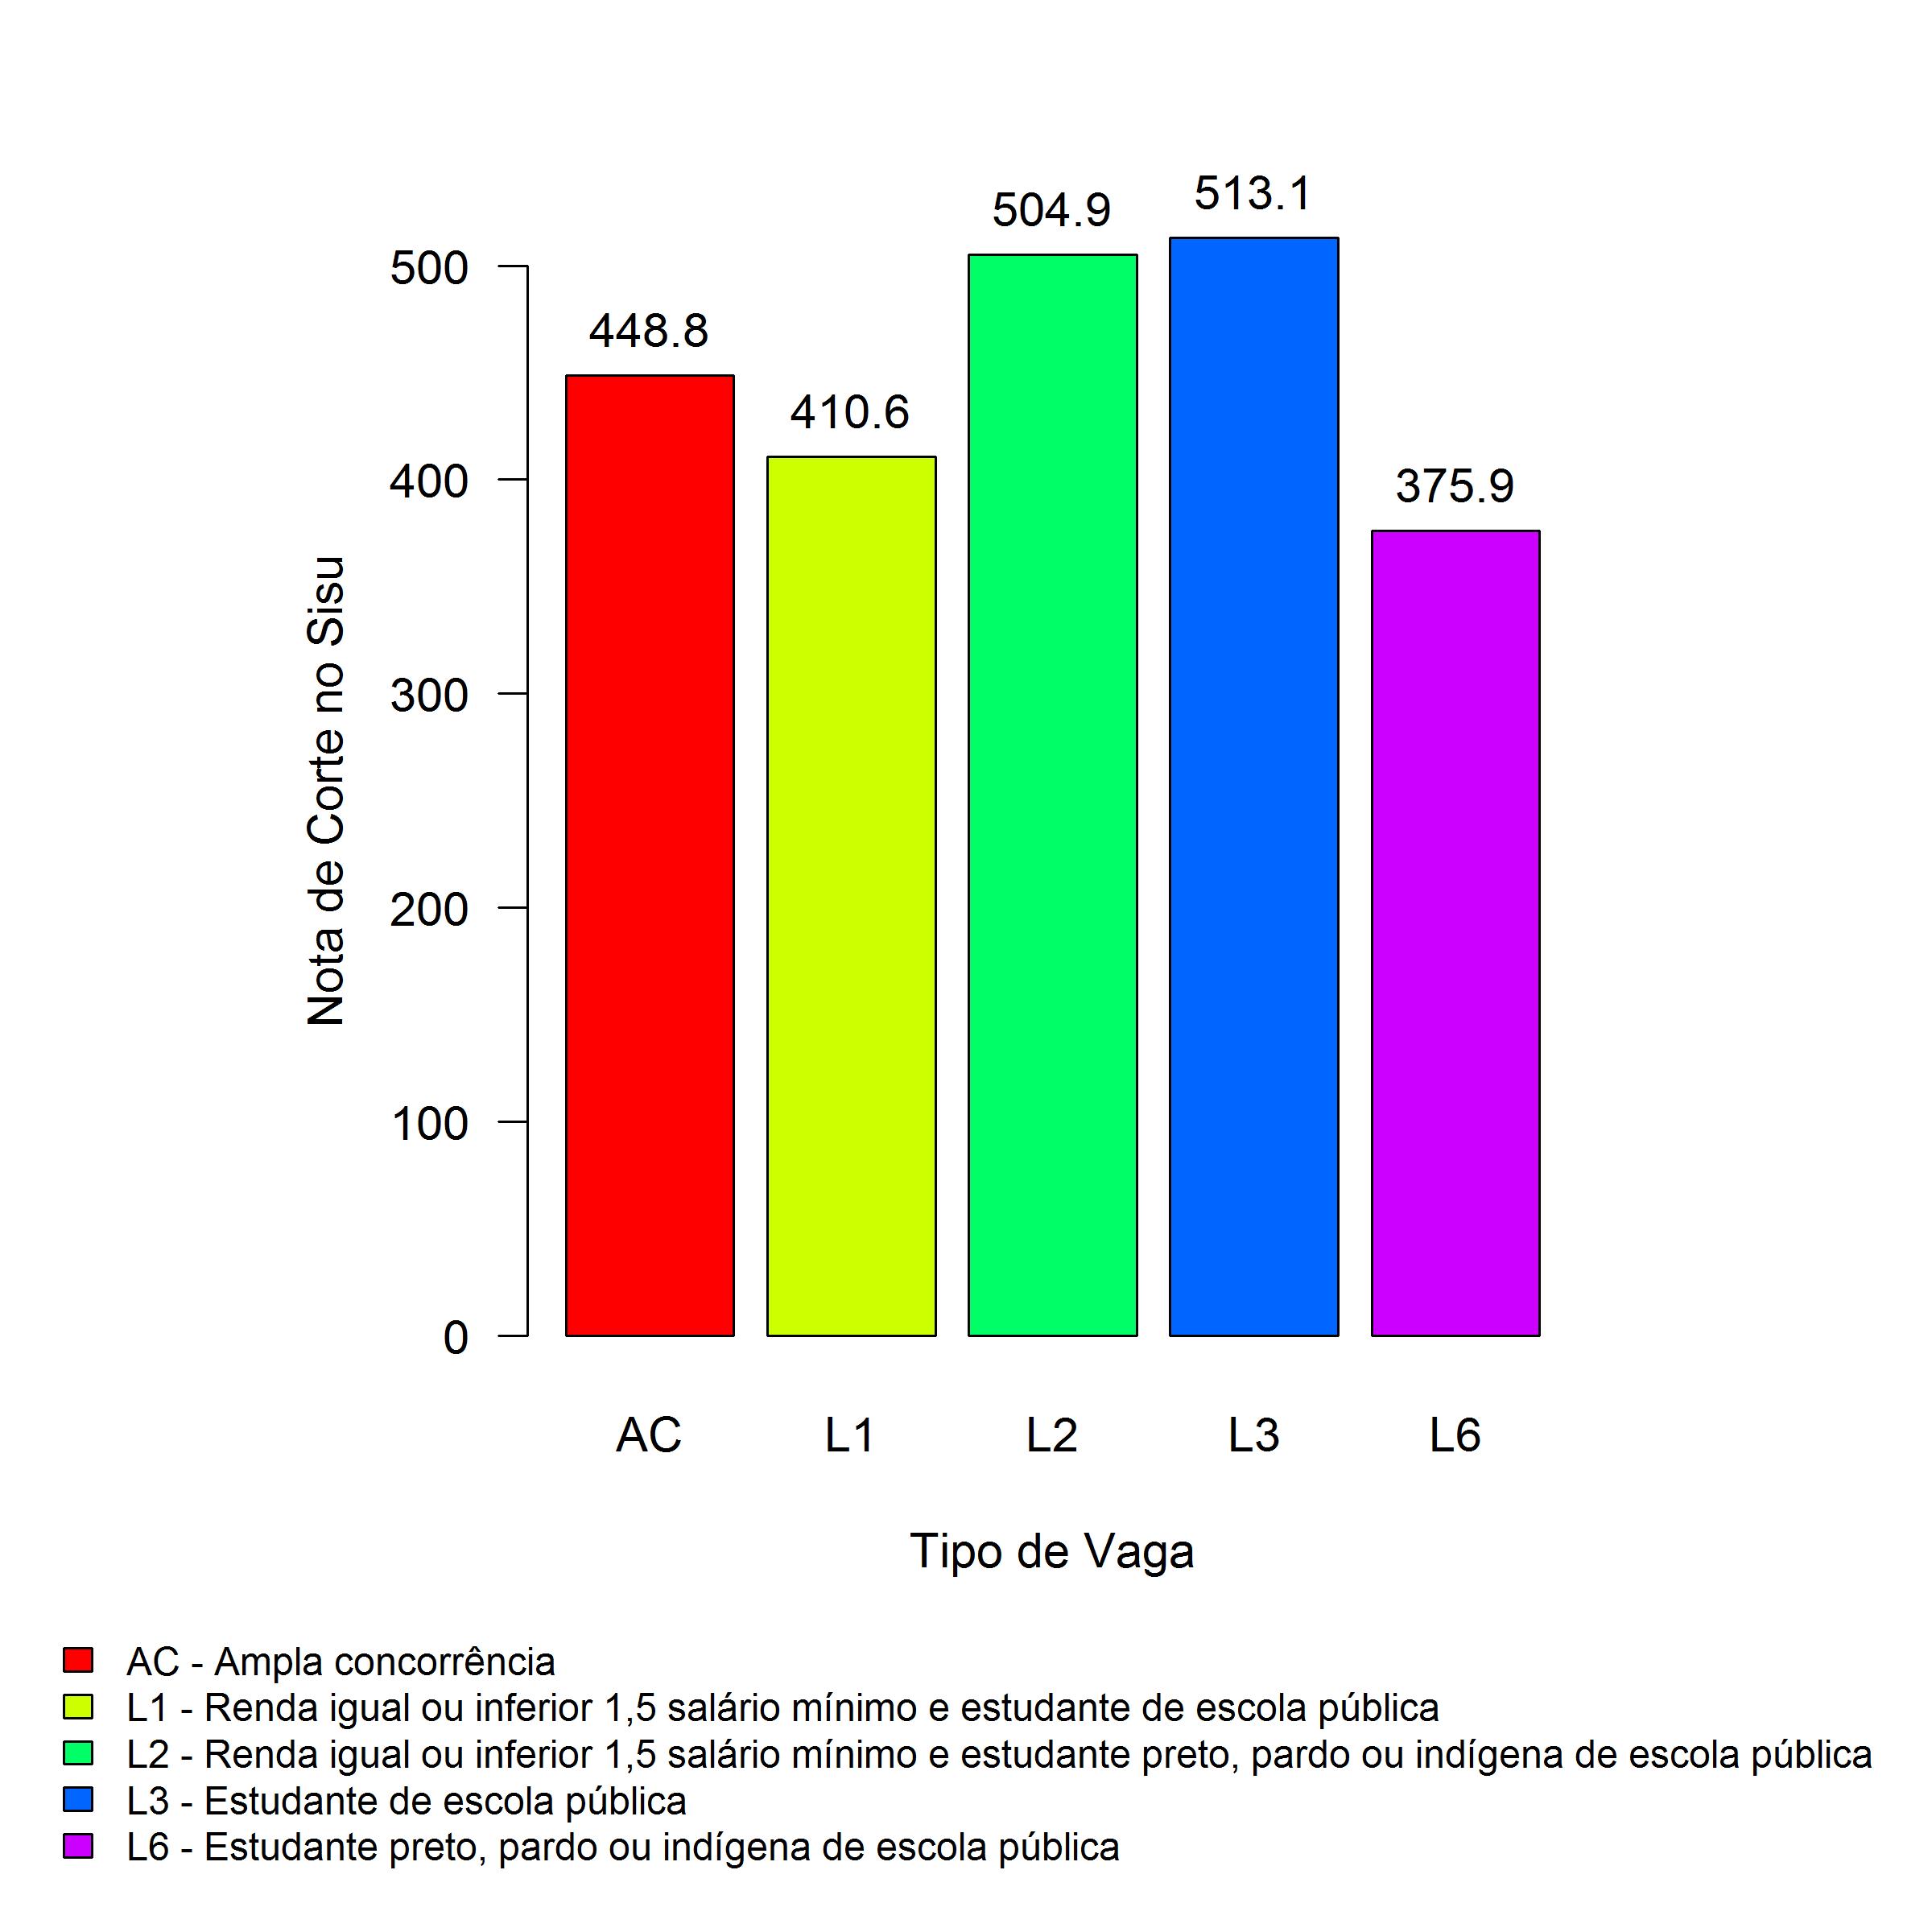 513.1
504.9
448.8
410.6
375.9
500
400
300
200
100
0
Nota de Corte no Sisu
AC L1 L2 L3 L6
Tipo de Vaga
AC - Ampla concorrência
L1 - Renda igual ou inferior 1,5 salário mínimo e estudante de escola pública
L2 - Renda igual ou inferior 1,5 salário mínimo e estudante preto, pardo ou indígena de escola pública
L3 - Estudante de escola pública
L6 - Estudante preto, pardo ou indígena de escola pública